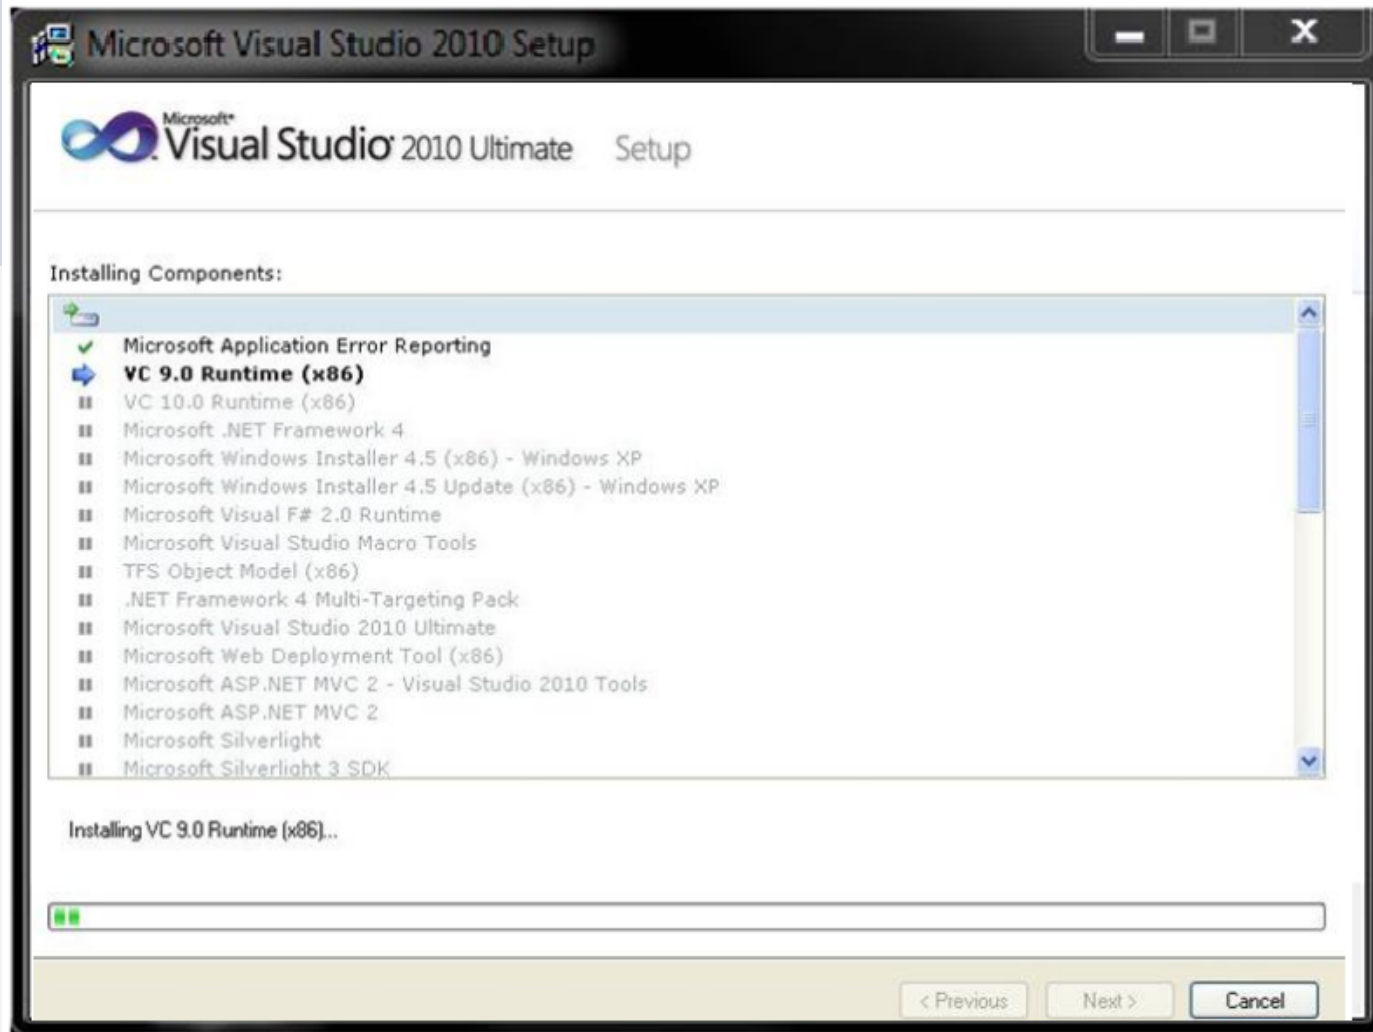 Microsoft Visual Studio 2010 Setup
Microsoft®
Visual Studio® 2010 Ultimate Setup
Installing Components:
Microsoft Application Error Reporting
VC 9.0 Runtime (x86)
VC 10.0 Runtime (x86)
Microsoft .NET Framework 4
Microsoft Windows Installer 4.5 (x86) - Windows XP
Microsoft Windows Installer 4.5 Update (x86) - Windows XP
Microsoft Visual F# 2.0 Runtime
Microsoft Visual Studio Macro Tools
TFS Object Model (x86)
.NET Framework 4 Multi-Targeting Pack
Microsoft Visual Studio 2010 Ultimate
Microsoft Web Deployment Tool (x86)
Microsoft ASP.NET MVC 2 - Visual Studio 2010 Tools
Microsoft ASP.NET MVC 2
Microsoft Silverlight
Microsoft Silverlight 3 SDK
Installing VC 9.0 Runtime (x86)...
< Previous
Next >
Cancel